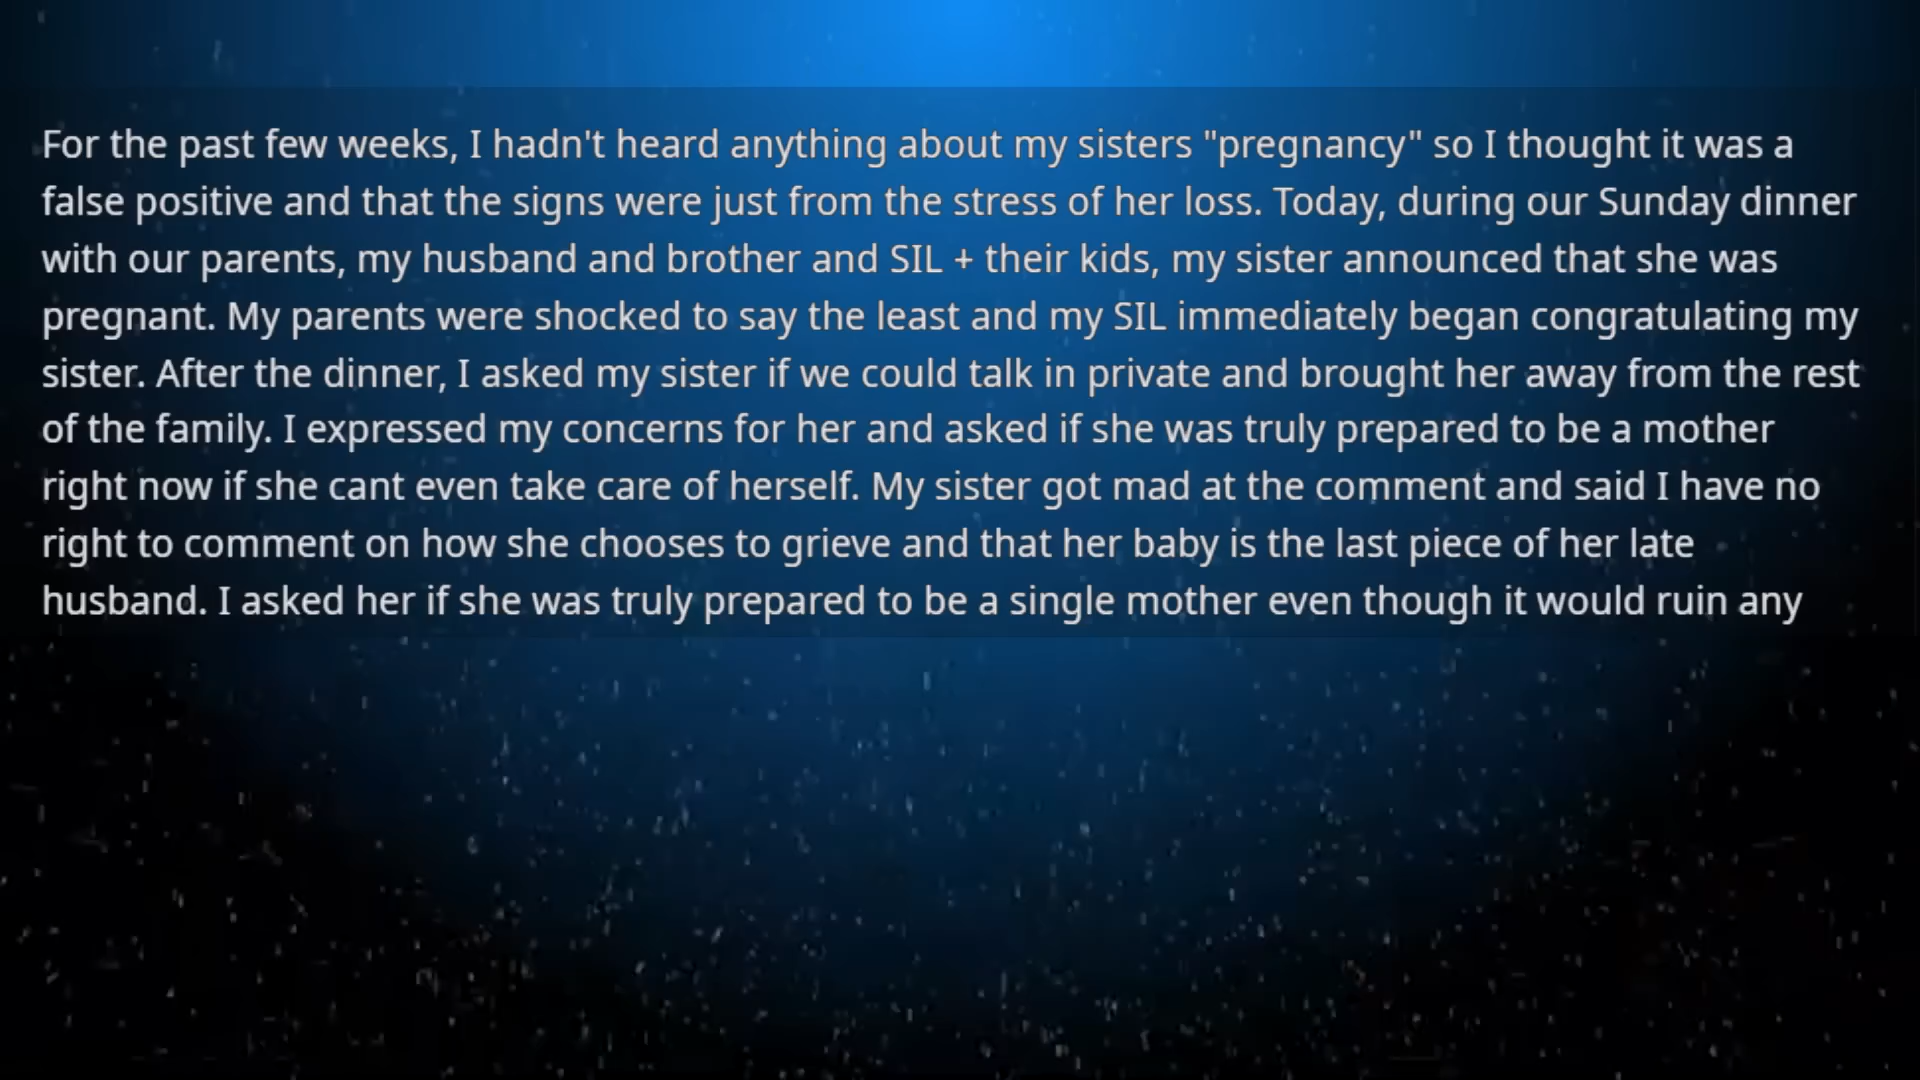 For the past few weeks, I hadn't heard anything about my sisters "pregnancy" so I thought it was a
false positive and that the signs were just from the stress of her loss. Today, during our Sunday dinner
with our parents, my husband and brother and SIL + their kids, my sister announced that she was
pregnant. My parents were shocked to say the least and my SIL immediately began congratulating my
sister. After the dinner, I asked my sister if we could talk in private and brought her away from the rest
of the family. I expressed my concerns for her and asked if she was truly prepared to be a mother
right now if she cant even take care of herself. My sister got mad at the comment and said I have no
right to comment on how she chooses to grieve and that her baby is the last piece of her late
husband. I asked her if she was truly prepared to be a single mother even though it would ruin any